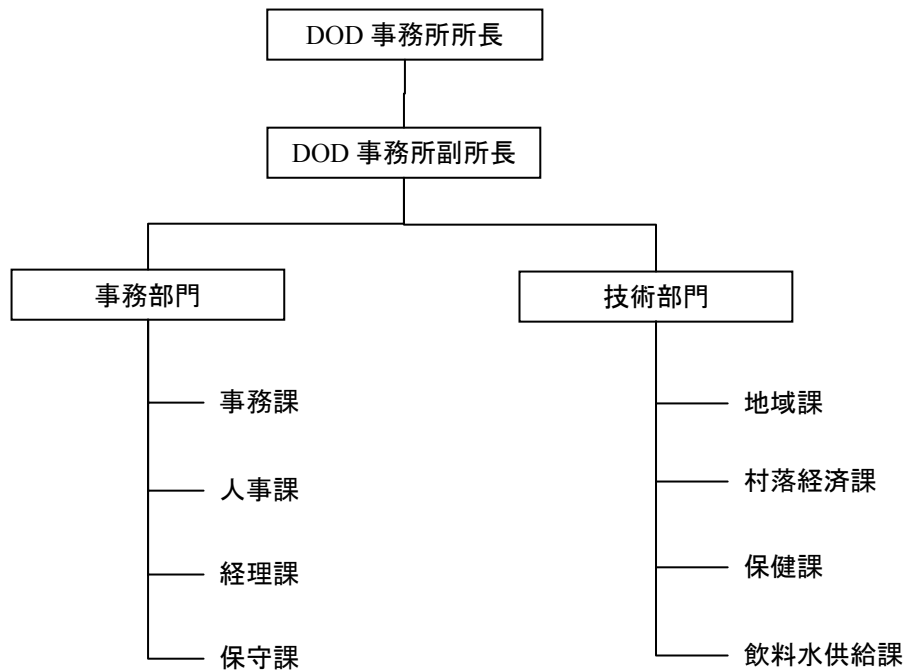 DOD 事務所所長
DOD 事務所副所長
事務部門
技術部門
事務課
地域課
人事課
村落経済課
経理課
保健課
保守課
飲料水供給課